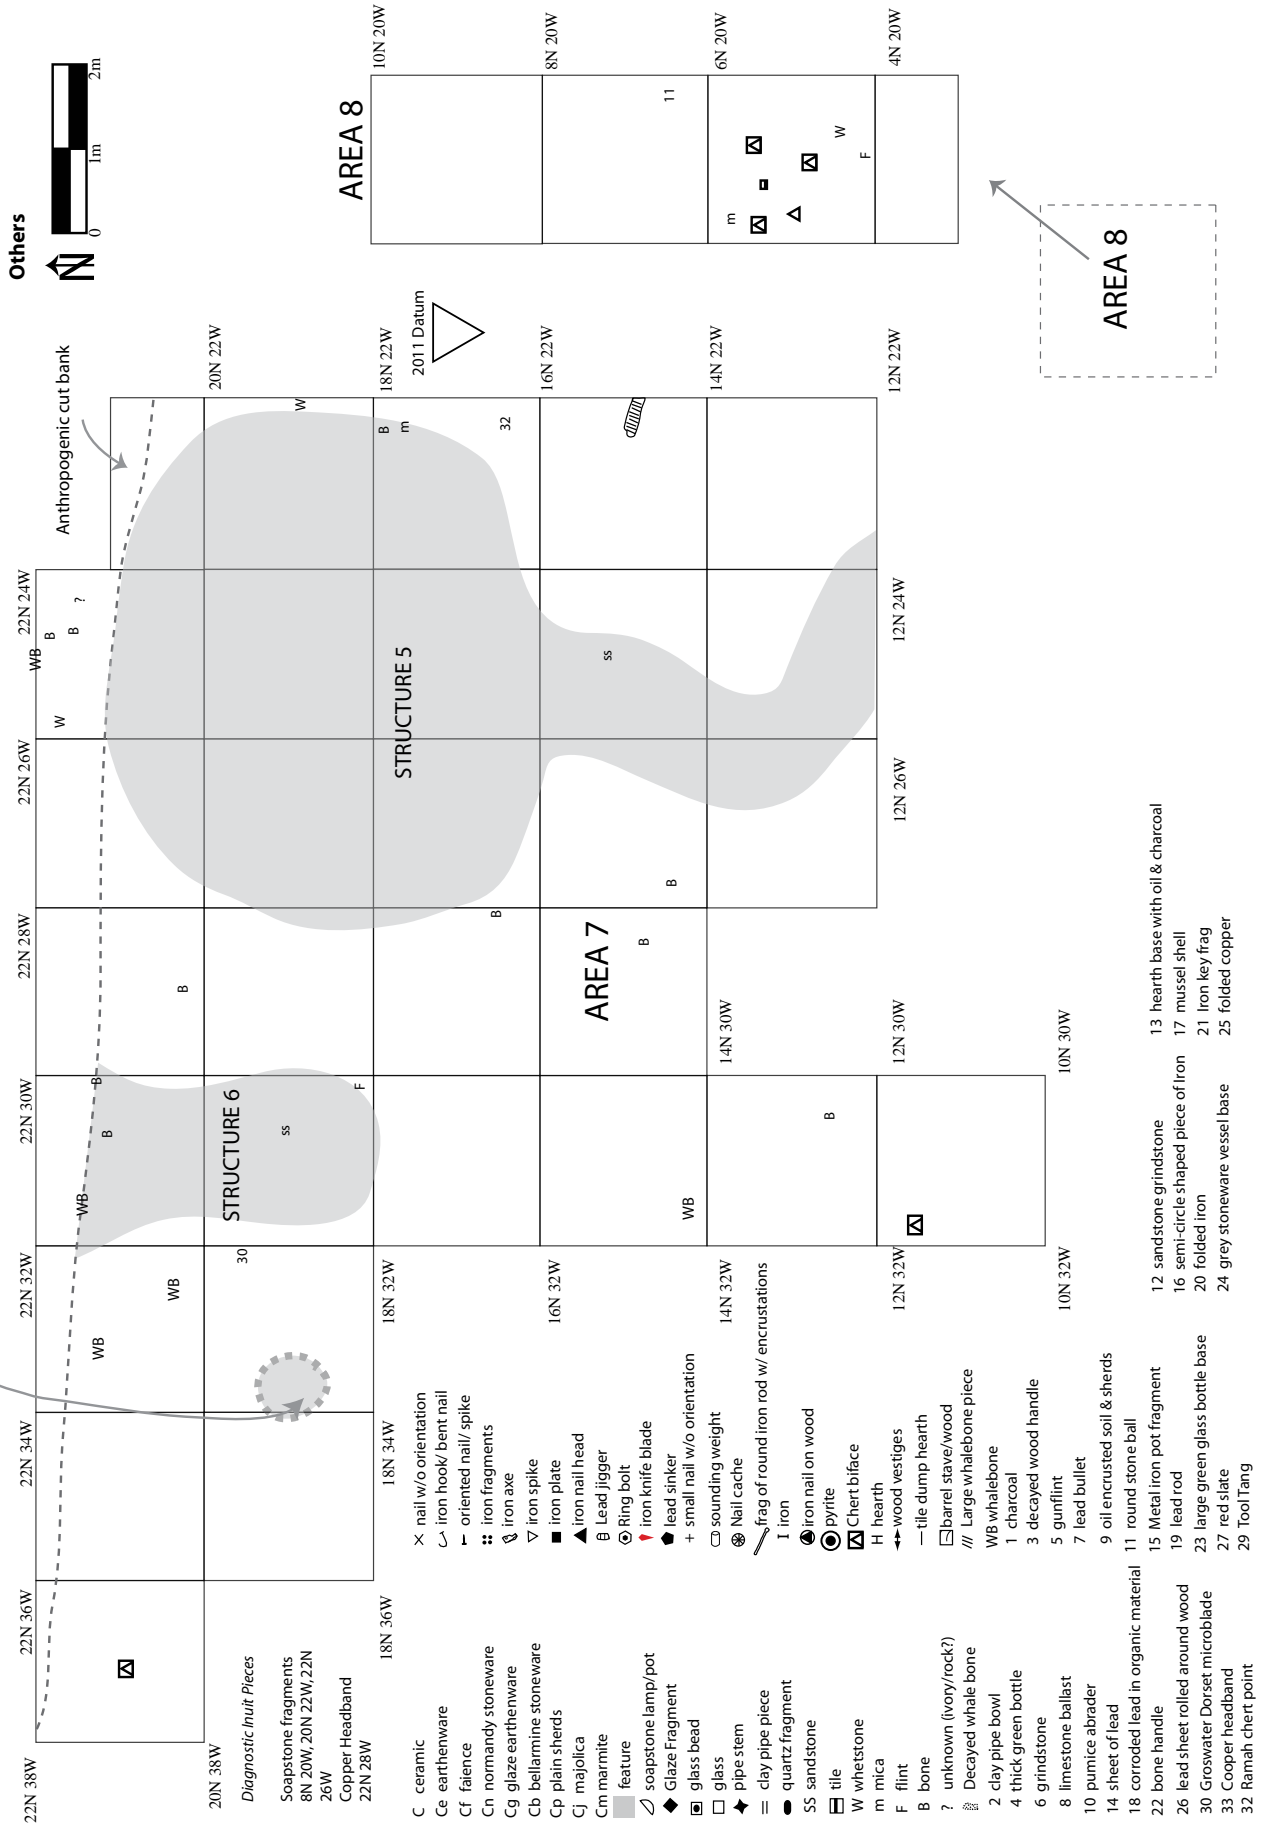 Others
0
1m
2m
N
22N 38W
22N 36W
22N 34W
22N 32W
22N 30W
22N 28W
22N 26W
22N 24W
Anthropogenic cut bank
WB
W
B
B
?
WB
WB
WB
B
B
B
20N 38W
20N 22W
W
STRUCTURE 6
30
ss
F
STRUCTURE 5
18N 36W
18N 34W
18N 32W
18N 22W
B
m
32
B
2011 Datum
AREA 7
16N 32W
16N 22W
ss
B
B
WB
14N 32W
14N 30W
14N 22W
B
12N 32W
12N 30W
12N 26W
12N 24W
12N 22W
10N 32W
10N 30W
AREA 8
10N 20W
8N 20W
11
6N 20W
m
W
F
4N 20W
AREA 8
Diagnostic Inuit Pieces
Soapstone fragments
8N 20W, 20N 22W,22N
26W
Copper Headband
22N 28W
C ceramic
Ce earthenware
Cf faience
Cn normandy stoneware
Cg glaze earthenware
Cb bellarmine stoneware
Cp plain sherds
Cj majolica
Cm marmite
feature
soapstone lamp/pot
Glaze Fragment
glass bead
glass
pipe stem
clay pipe piece
quartz fragment
SS sandstone
tile
W whetstone
m mica
F flint
B bone
? unknown (ivory/rock?)
Decayed whale bone
2 clay pipe bowl
4 thick green bottle
6 grindstone
8 limestone ballast
10 pumice abrader
14 sheet of lead
18 corroded lead in organic material
22 bone handle
26 lead sheet rolled around wood
30 Groswater Dorset microblade
33 Cooper headband
32 Ramah chert point
nail w/o orientation
iron hook/ bent nail
oriented nail/ spike
iron fragments
iron axe
iron spike
iron plate
iron nail head
Lead jigger
Ring bolt
iron knife blade
lead sinker
+ small nail w/o orientation
sounding weight
Nail cache
frag of round iron rod w/ encrustations
I iron
iron nail on wood
pyrite
Chert biface
H hearth
wood vestiges
tile dump hearth
barrel stave/wood
/// Large whalebone piece
WB whalebone
1 charcoal
3 decayed wood handle
5 gunflint
7 lead bullet
9 oil encrusted soil & sherds
11 round stone ball
15 Metal iron pot fragment
19 lead rod
23 large green glass bottle base
27 red slate
29 Tool Tang
12 sandstone grindstone
16 semi-circle shaped piece of Iron
20 folded iron
24 grey stoneware vessel base
13 hearth base with oil & charcoal
17 mussel shell
21 Iron key frag
25 folded copper